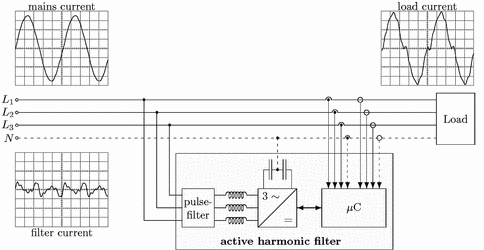 mains current
load current
L1
L2
L3
N
Load
filter current
pulse-
filter
3 ∼
=
μC
active harmonic filter